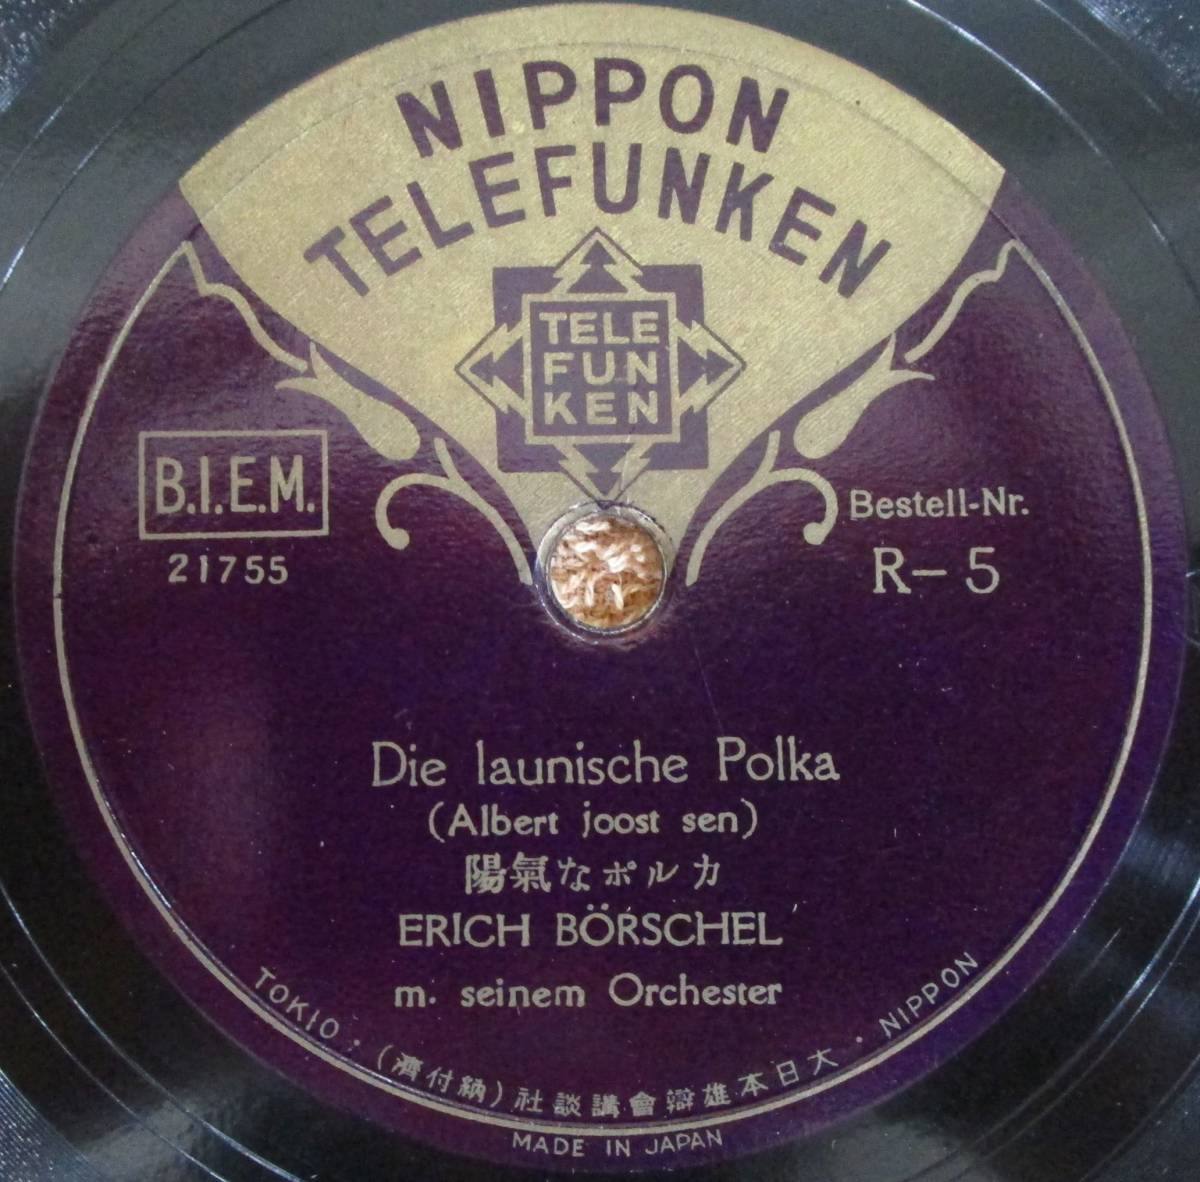 NIPPON
TELEFUNKEN
TELE
FUN
KEN
B.I.E.M.
21755
Bestell-Nr.
R-5
Die launische Polka
(Albert joost sen)
陽氣なポルカ
ERICH BÖRSCHEL
m. seinem Orchester
TOKIO・(濟付納) 社談講會辯雄本日大・NIPPON
MADE IN JAPAN